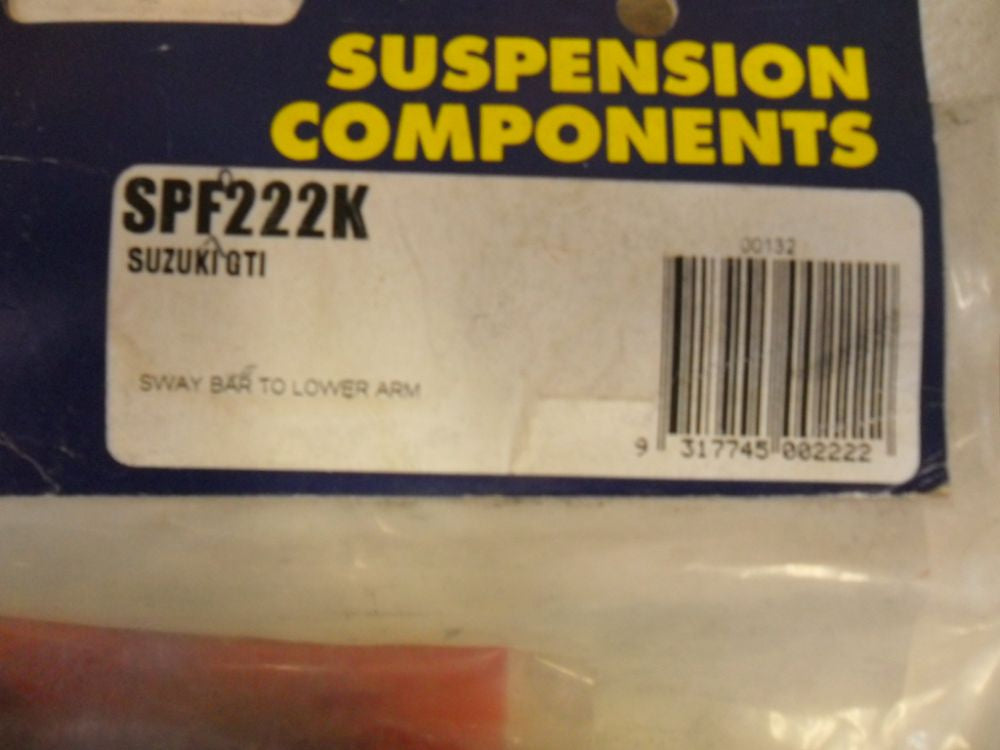 SUSPENSION
COMPONENTS
SPF222K
SUZUKI GTI
00132
SWAY BAR TO LOWER ARM
9 317745 002222